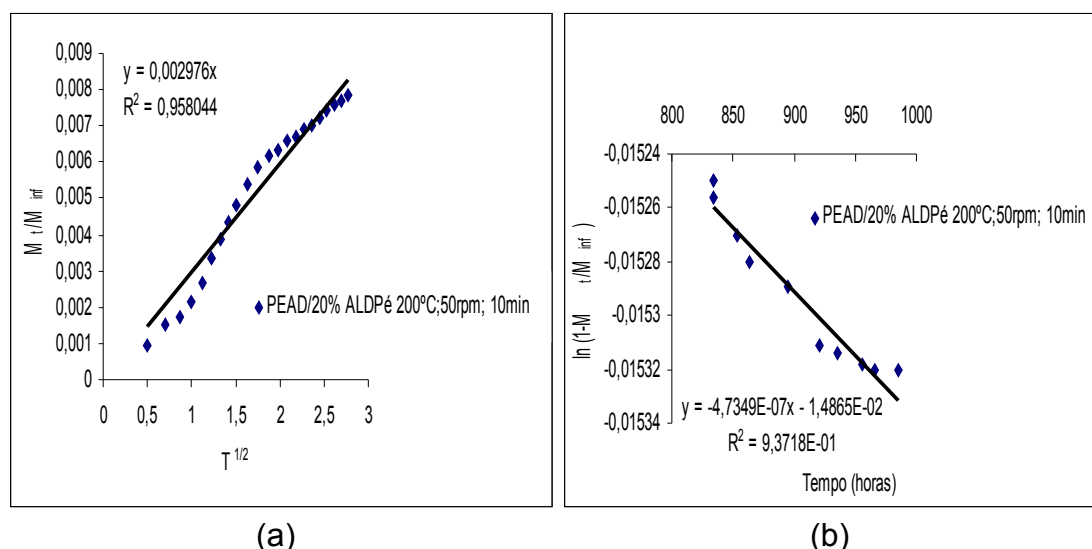 0,009
0,008
0,007
0,006
0,005
0,004
0,003
0,002
0,001
0
M t/M inf
y = 0,002976x
R² = 0,958044
PEAD/20% ALDPé 200ºC;50rpm; 10min
0 0,5 1 1,5 2 2,5 3
T 1/2
(a)
800 850 900 950 1000
-0,01524
-0,01526
-0,01528
-0,0153
-0,01532
-0,01534
ln (1-M t/M inf )
PEAD/20% ALDPé 200ºC;50rpm; 10min
y = -4,7349E-07x - 1,4865E-02
R² = 9,3718E-01
Tempo (horas)
(b)